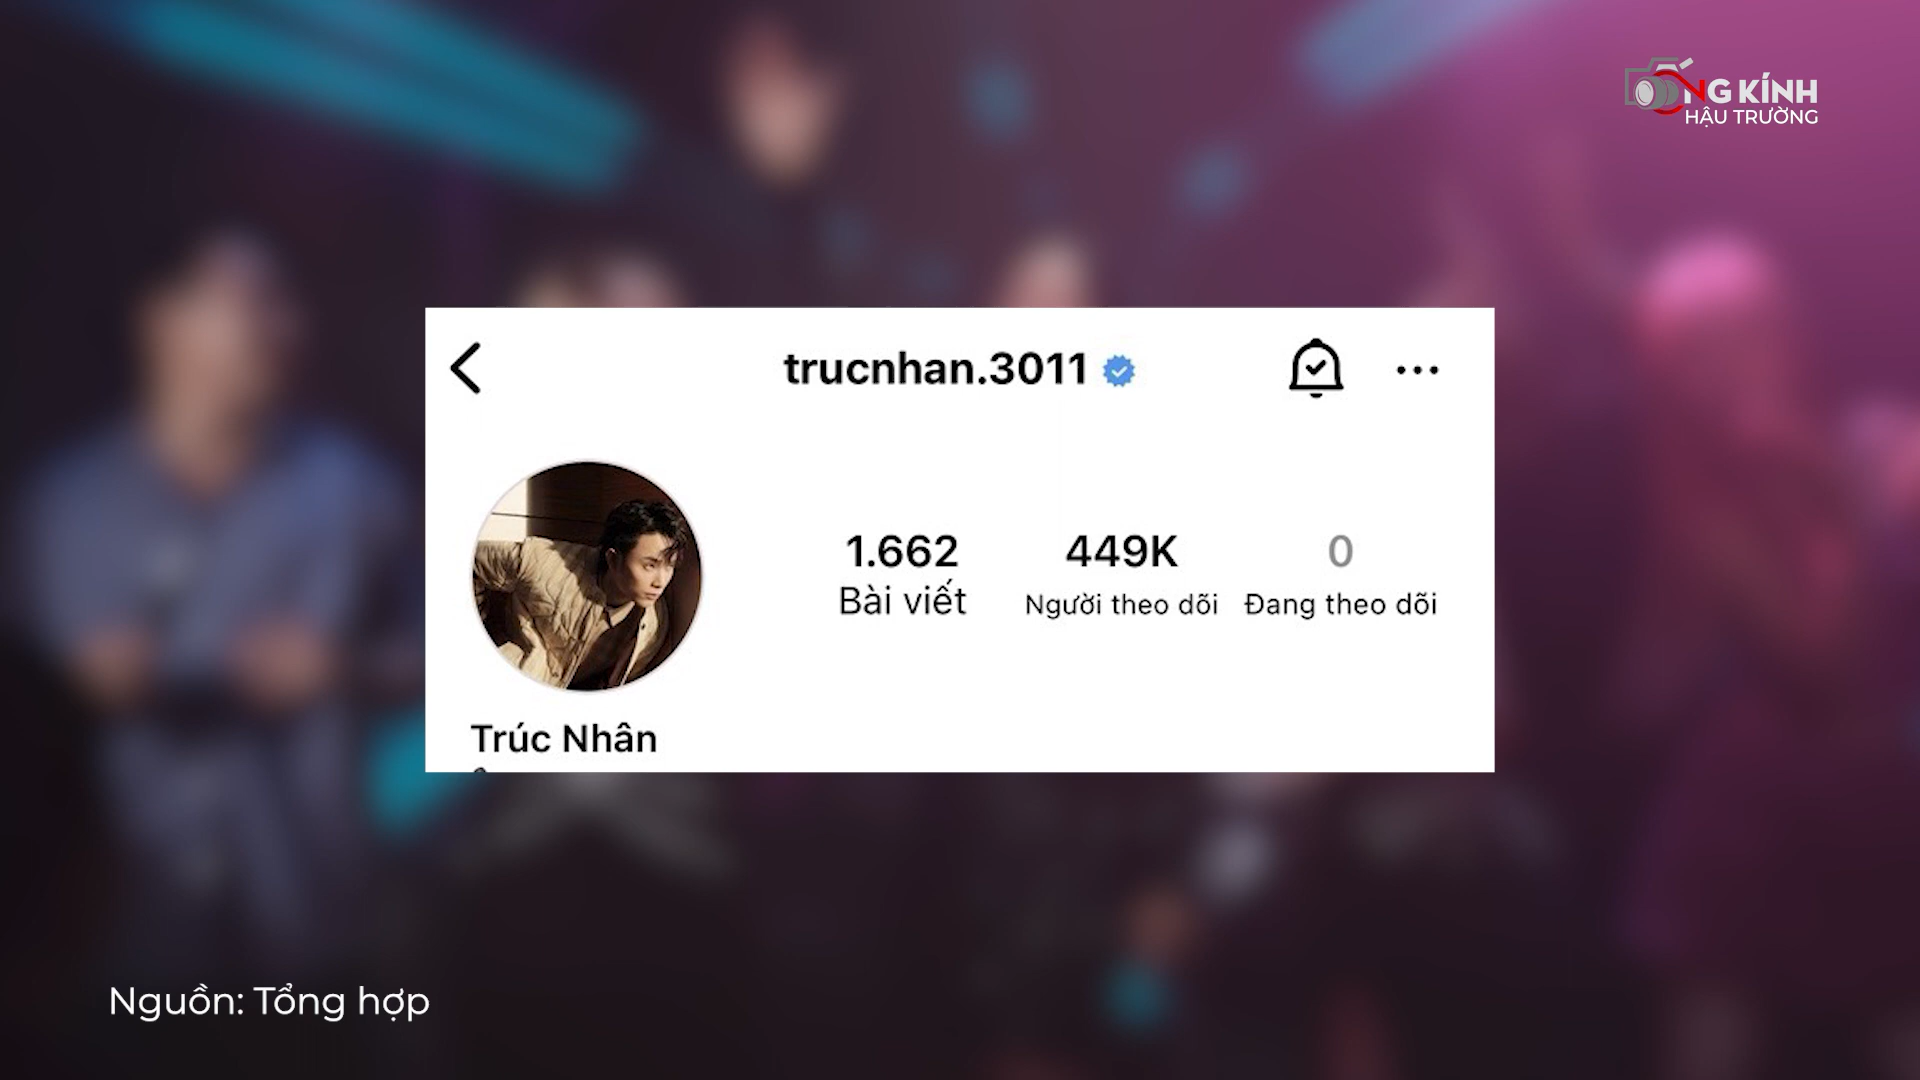 ỐNG KÍNH
HẬU TRƯỜNG
trucnhan.3011
1.662
449K
0
Bài viết
Người theo dõi
Đang theo dõi
Trúc Nhân
Nguồn: Tổng hợp